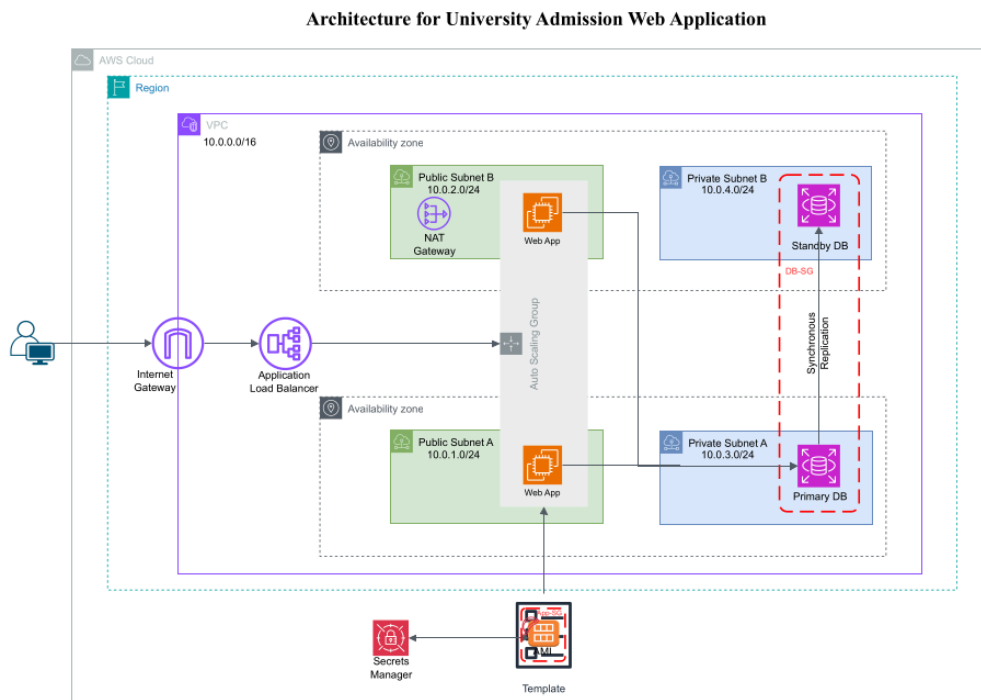 Architecture for University Admission Web Application
AWS Cloud
Region
VPC
10.0.0.0/16
Availability zone
Public Subnet B
10.0.2.0/24
NAT
Gateway
Web App
Private Subnet B
10.0.4.0/24
Standby DB
DB-SG
Auto Scaling Group
Synchronous
Replication
Internet
Gateway
Application
Load Balancer
Availability zone
Public Subnet A
10.0.1.0/24
Web App
Private Subnet A
10.0.3.0/24
Primary DB
App-SG
AMI
Secrets
Manager
Template